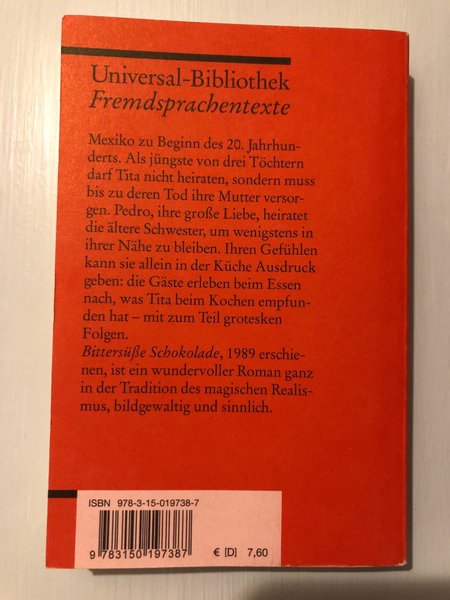 Universal-Bibliothek
Fremdsprachentexte
Mexiko zu Beginn des 20. Jahrhun-
derts. Als jüngste von drei Töchtern
darf Tita nicht heiraten, sondern muss
bis zu deren Tod ihre Mutter versor-
gen. Pedro, ihre große Liebe, heiratet
die ältere Schwester, um wenigstens in
ihrer Nähe zu bleiben. Ihren Gefühlen
kann sie allein in der Küche Ausdruck
geben: die Gäste erleben beim Essen
nach, was Tita beim Kochen empfun-
den hat – mit zum Teil grotesken
Folgen.
Bittersüße Schokolade, 1989 erschie-
nen, ist ein wundervoller Roman ganz
in der Tradition des magischen Realis-
mus, bildgewaltig und sinnlich.
ISBN 978-3-15-019738-7
9 783150 197387
€ [D] 7,60